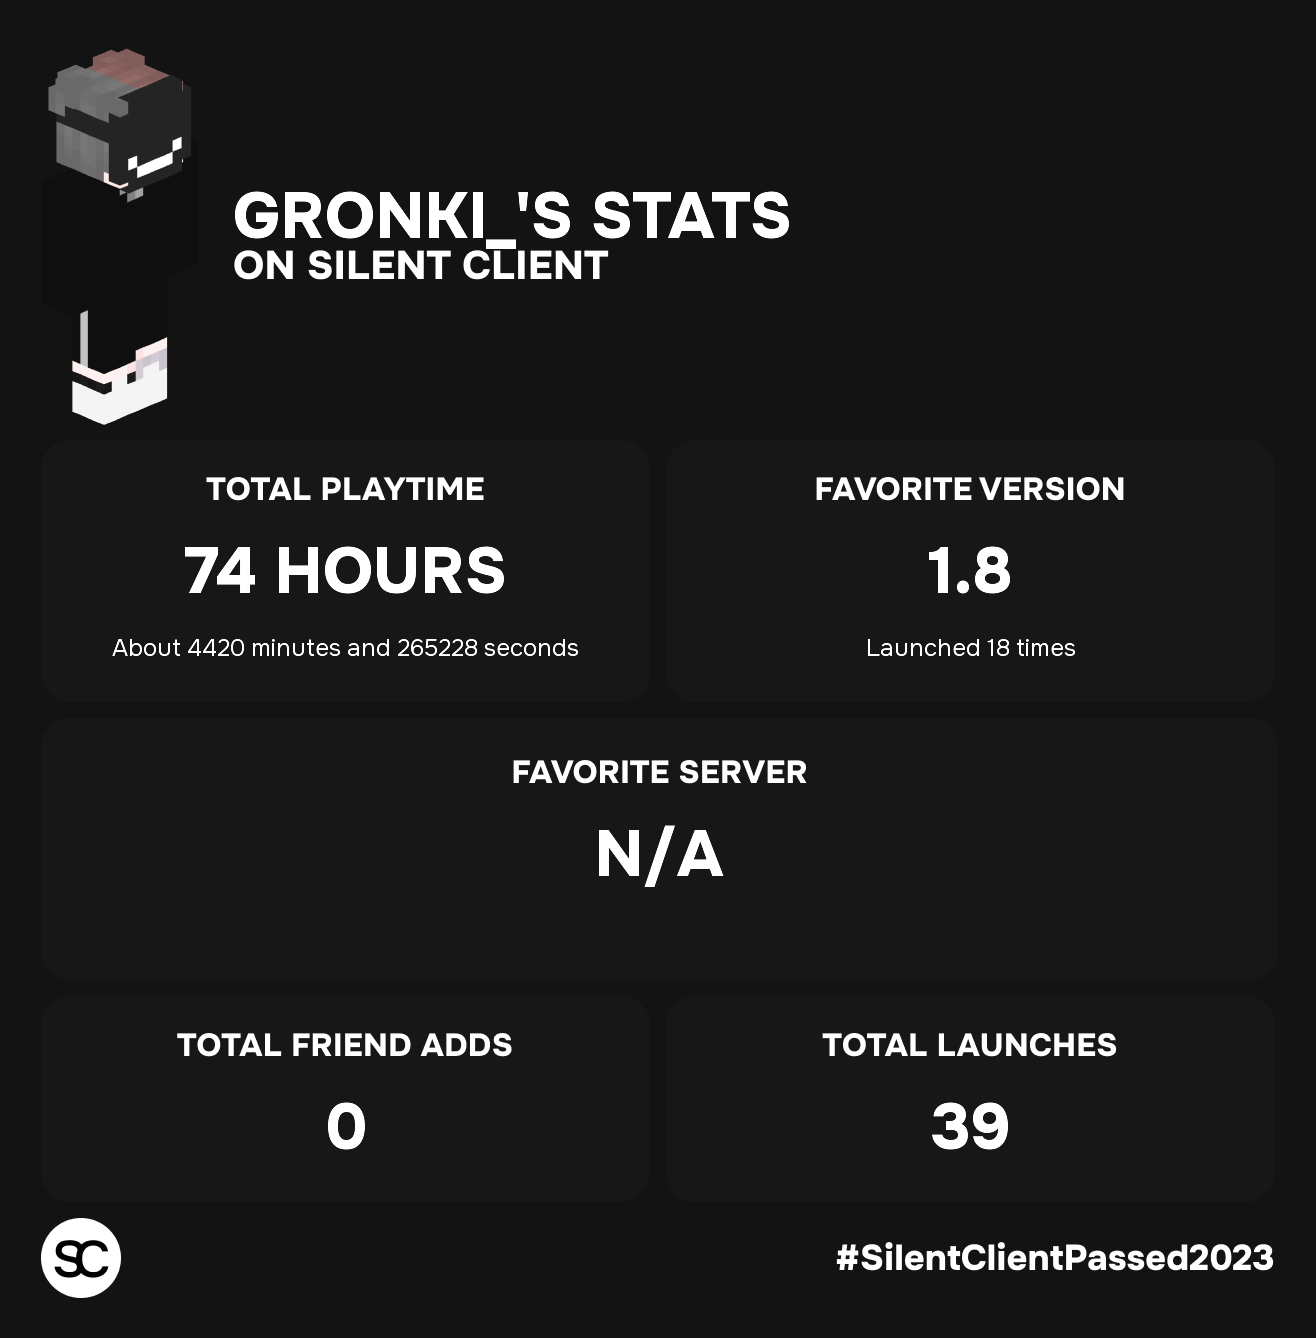 GRONKI_'S STATS
ON SILENT CLIENT
TOTAL PLAYTIME
74 HOURS
About 4420 minutes and 265228 seconds
FAVORITE VERSION
1.8
Launched 18 times
FAVORITE SERVER
N/A
TOTAL FRIEND ADDS
0
TOTAL LAUNCHES
39
SC
#SilentClientPassed2023